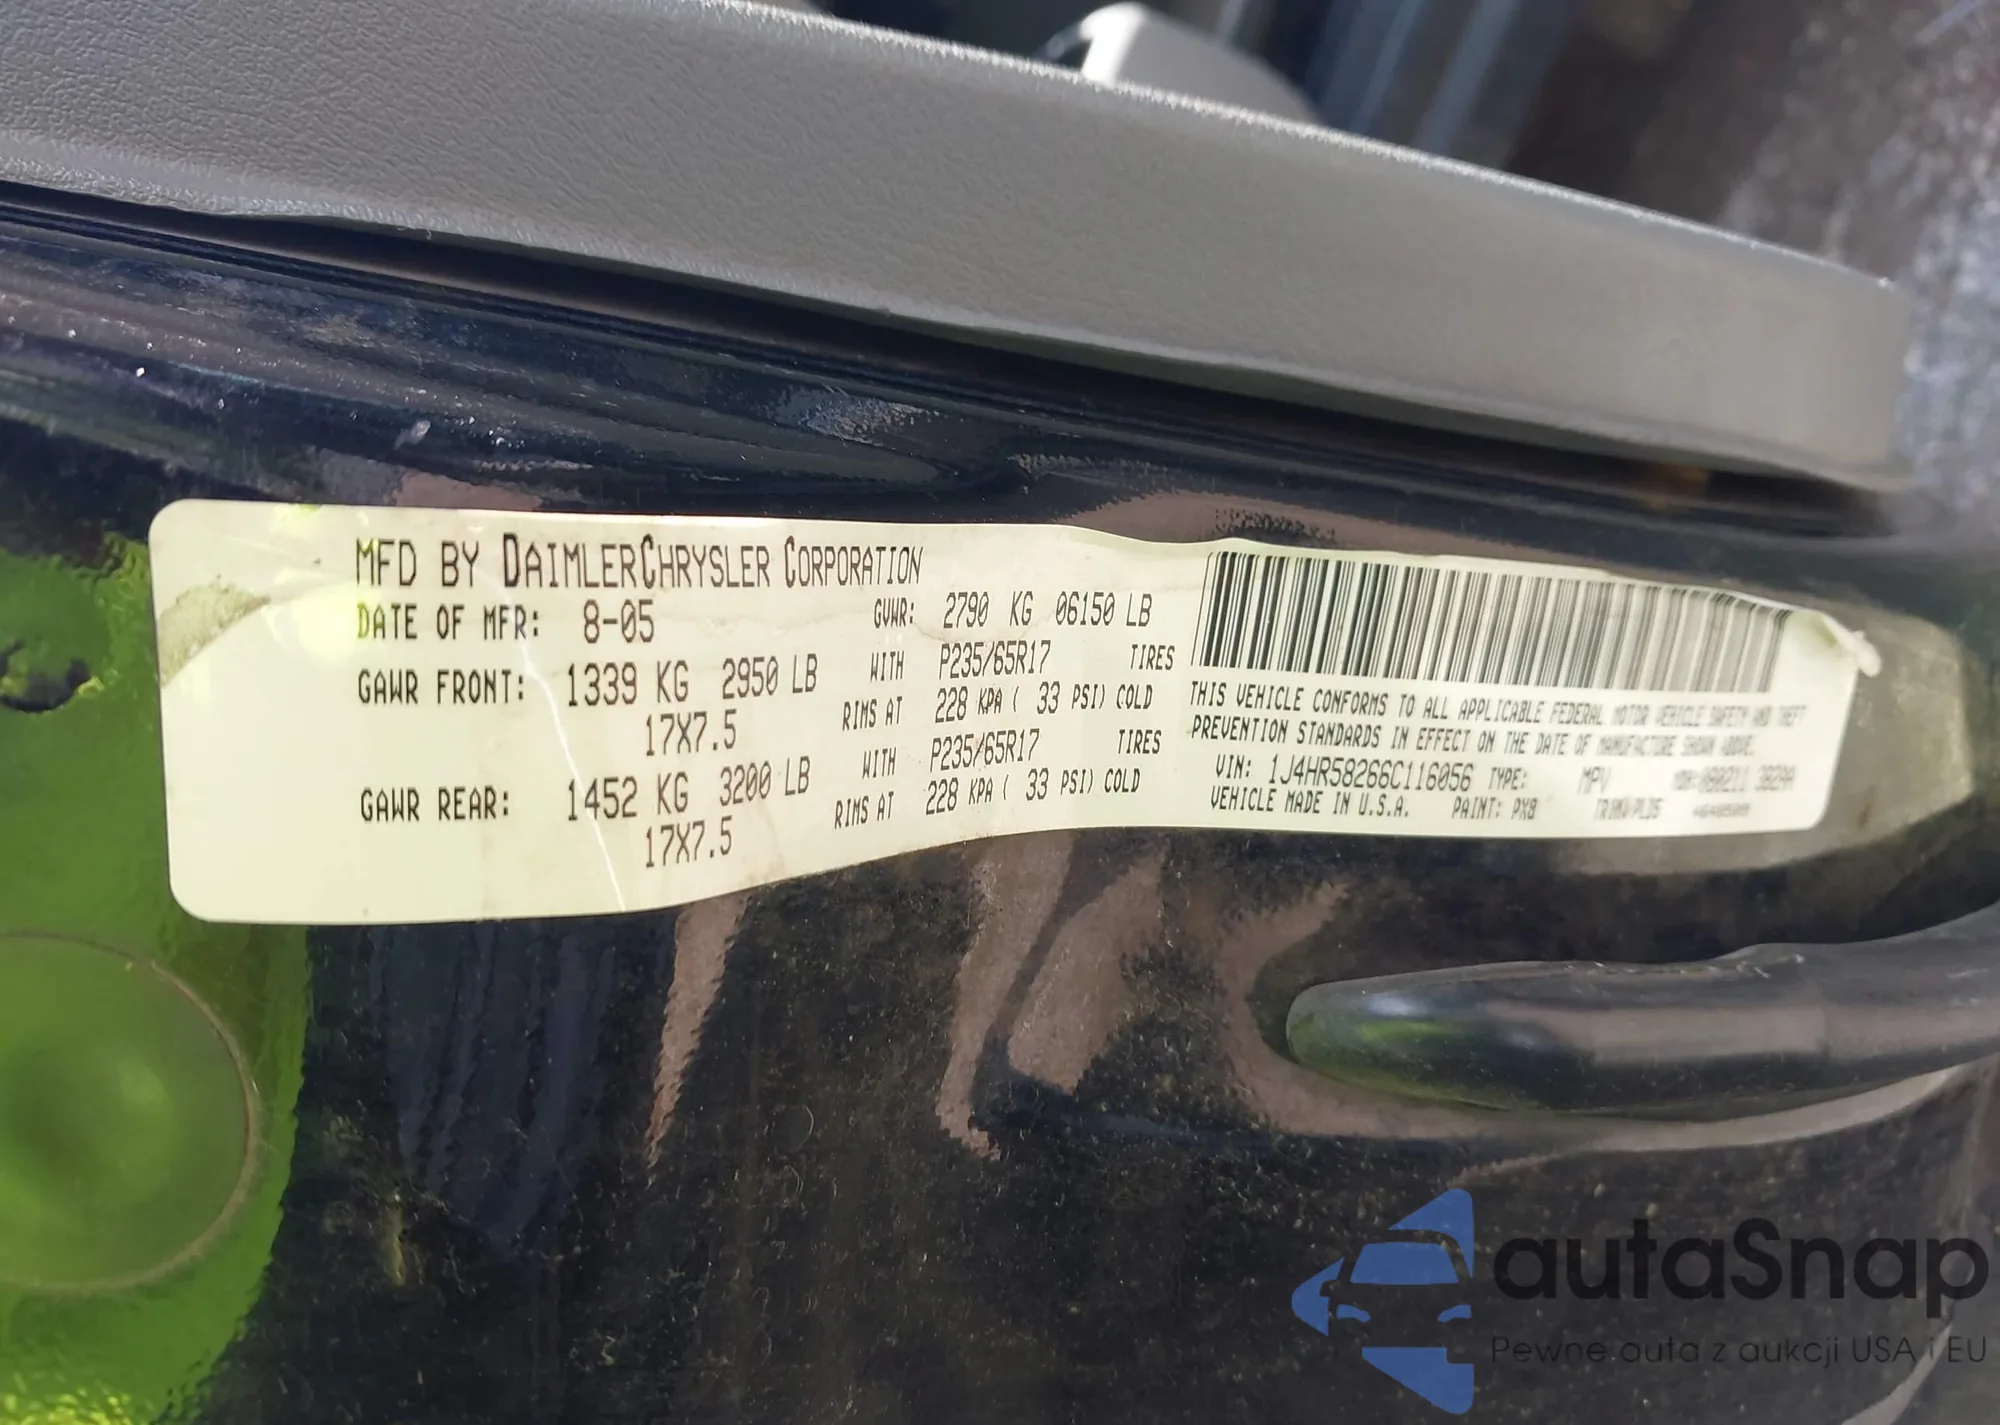 MFD BY DAIMLERCHRYSLER CORPORATION
DATE OF MFR: 8-05 GVWR: 2790 KG 06150 LB
GAWR FRONT: 1339 KG 2950 LB WITH P235/65R17 TIRES
17X7.5 RIMS AT 228 KPA ( 33 PSI) COLD
GAWR REAR: 1452 KG 3200 LB WITH P235/65R17 TIRES
17X7.5 RIMS AT 228 KPA ( 33 PSI) COLD
THIS VEHICLE CONFORMS TO ALL APPLICABLE FEDERAL MOTOR VEHICLE SAFETY AND THEFT
PREVENTION STANDARDS IN EFFECT ON THE DATE OF MANUFACTURE SHOWN ABOVE.
VIN: 1J4HR58266C116056 TYPE: MPV
VEHICLE MADE IN U.S.A. PAINT: PX8
autaSnap
Pewne auta z aukcji USA i EU